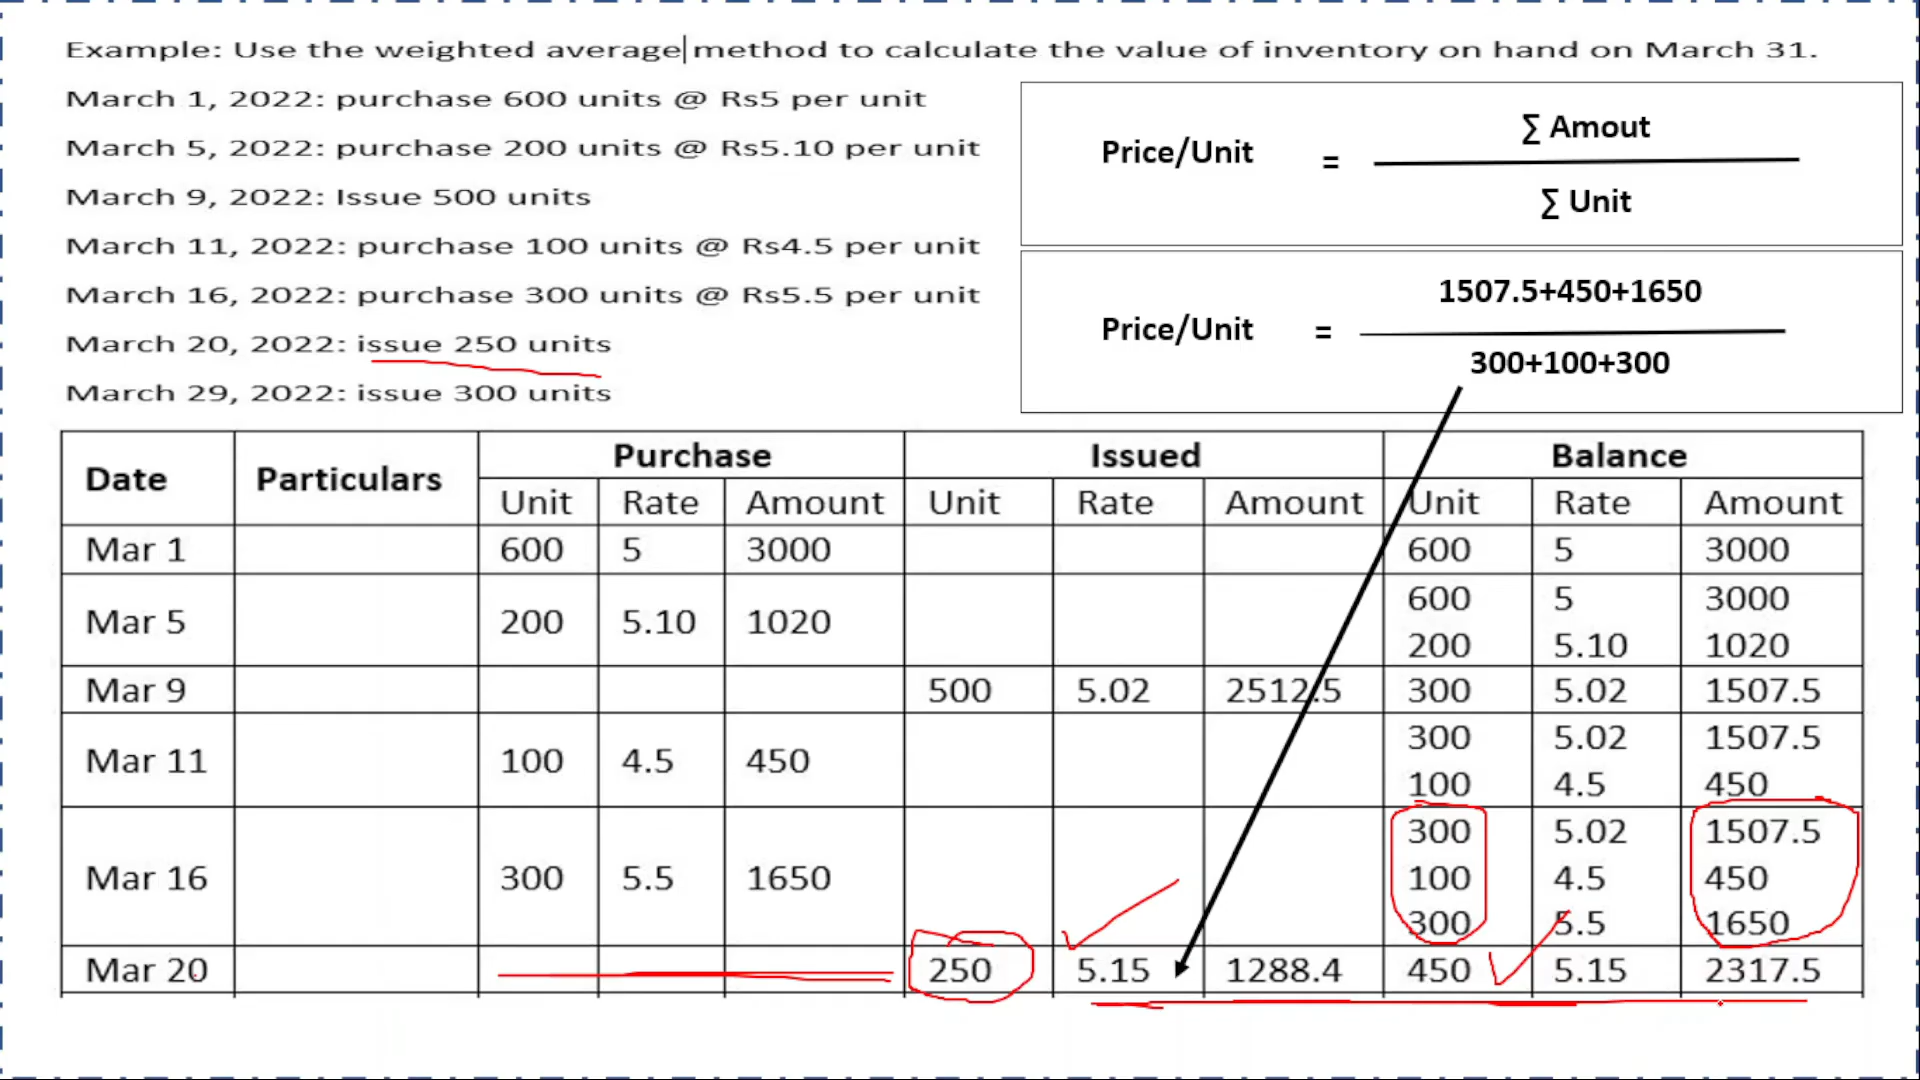 Example: Use the weighted average method to calculate the value of inventory on hand on March 31.
March 1, 2022: purchase 600 units @ Rs5 per unit
March 5, 2022: purchase 200 units @ Rs5.10 per unit
March 9, 2022: Issue 500 units
March 11, 2022: purchase 100 units @ Rs4.5 per unit
March 16, 2022: purchase 300 units @ Rs5.5 per unit
March 20, 2022: issue 250 units
March 29, 2022: issue 300 units
Price/Unit = ∑ Amout
∑ Unit
Price/Unit = 1507.5+450+1650
300+100+300
Date Particulars Purchase Issued Balance
Unit Rate Amount Unit Rate Amount Unit Rate Amount
Mar 1 600 5 3000 600 5 3000
Mar 5 200 5.10 1020 600 5 3000
200 5.10 1020
Mar 9 500 5.02 2512.5 300 5.02 1507.5
Mar 11 100 4.5 450 300 5.02 1507.5
100 4.5 450
Mar 16 300 5.5 1650 300 5.02 1507.5
100 4.5 450
300 5.5 1650
Mar 20 250 5.15 1288.4 450 5.15 2317.5